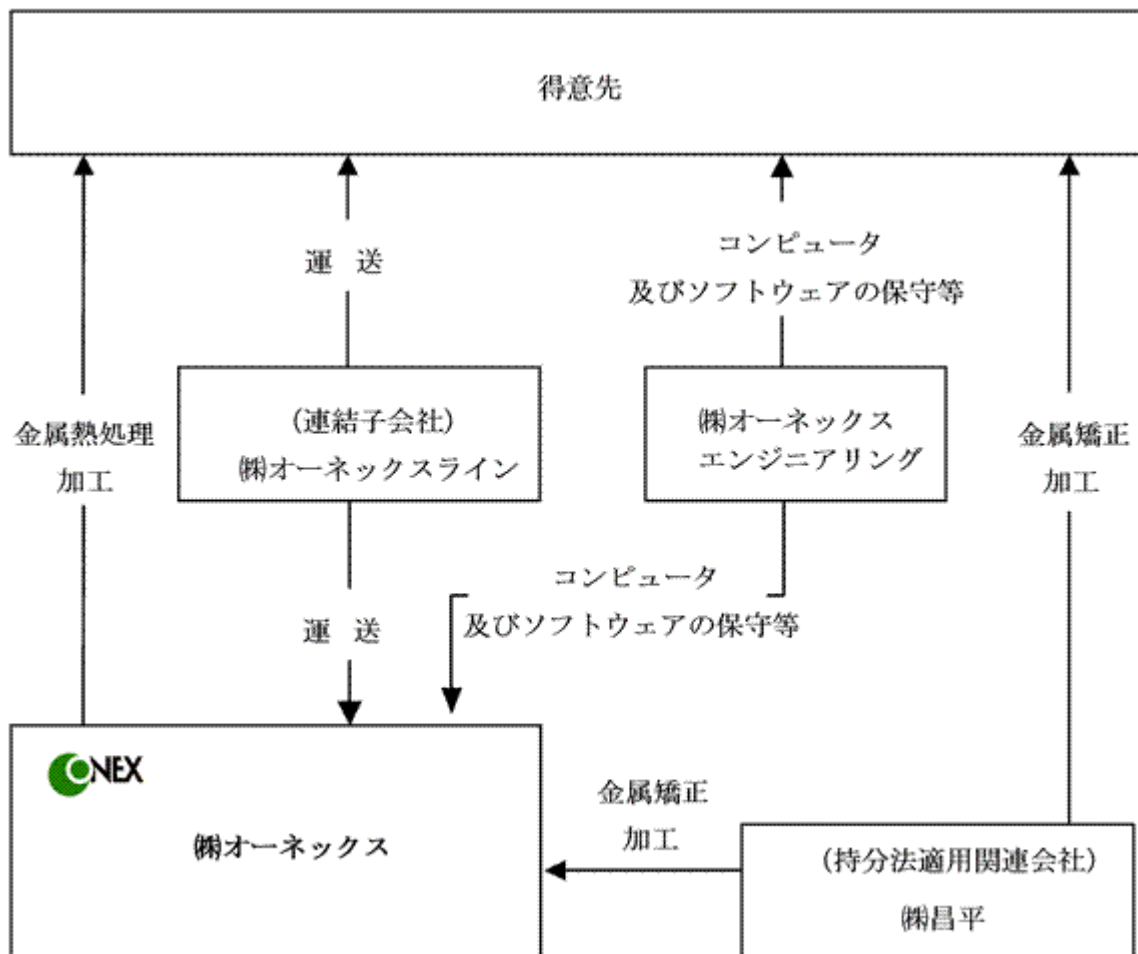 得意先
運 送
コンピュータ
及びソフトウェアの保守等
(連結子会社)
㈱オーネックスライン
㈱オーネックス
エンジニアリング
金属熱処理
加工
金属矯正
加工
運 送
コンピュータ
及びソフトウェアの保守等
ONEX
㈱オーネックス
金属矯正
加工
(持分法適用関連会社)
㈱昌平